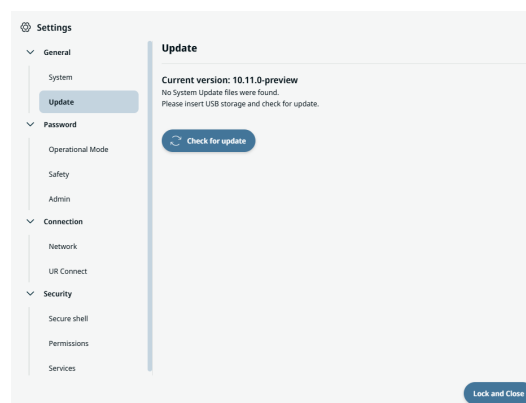 Settings
General
System
Update
Password
Operational Mode
Safety
Admin
Connection
Network
UR Connect
Security
Secure shell
Permissions
Services
Update
Current version: 10.11.0-preview
No System Update files were found.
Please insert USB storage and check for update.
Check for update
Lock and Close